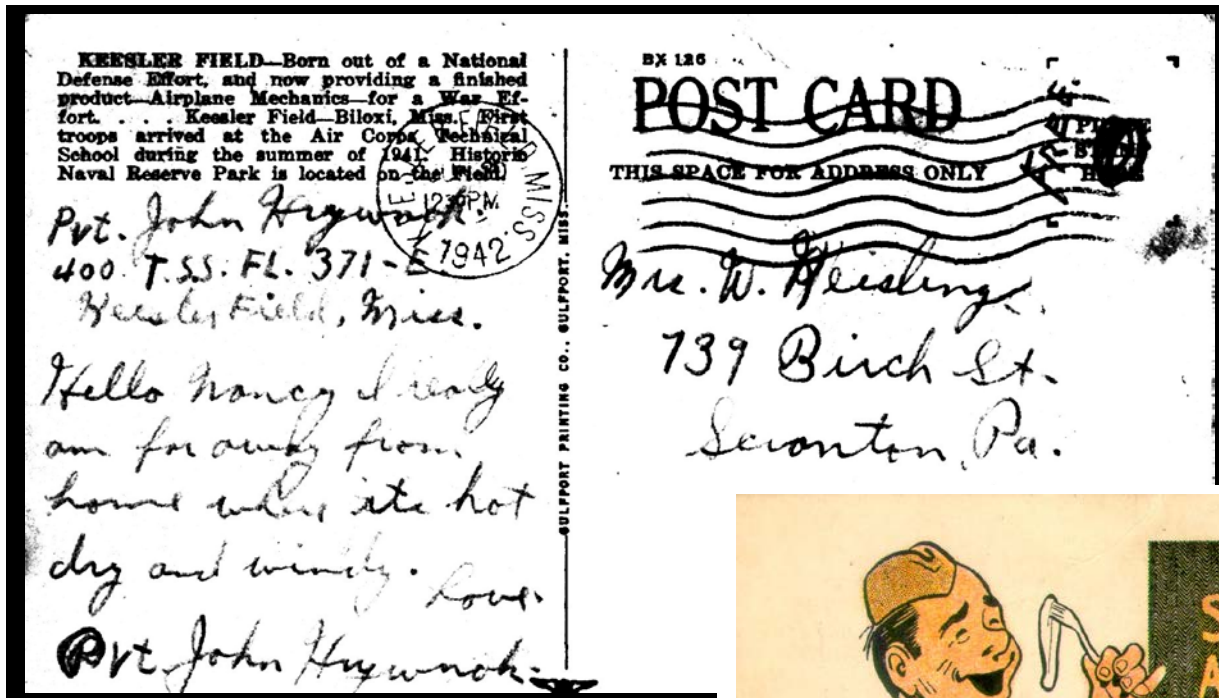 KEESLER FIELD—Born out of a National
Defense Effort, and now providing a finished
product—Airplane Mechanics—for a War Ef-
fort. . . . Keesler Field—Biloxi, Miss. First
troops arrived at the Air Corps Technical
School during the summer of 1941. Historic
Naval Reserve Park is located on the Field.
Pvt. John
400 T.S.S. FL. 371-E
Keesler Field, Miss.
Hello Nancy I really
am far away from
home where its hot
dry and windy.
Love.
Pvt John
MISS.
1942
GULFPORT PRINTING CO., GULFPORT, MISS.
BX 126
POST CARD
THIS SPACE FOR ADDRESS ONLY
Free
Mrs. W. Heisling
739 Birch St.
Scranton, Pa.
S
A